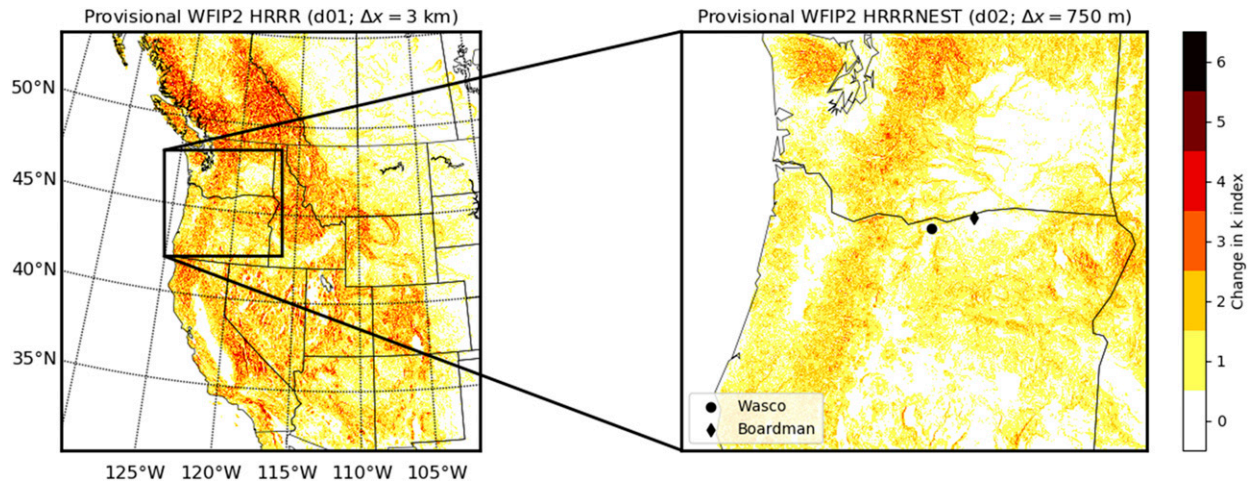 Provisional WFIP2 HRRR (d01; Δx = 3 km)
Provisional WFIP2 HRRRNEST (d02; Δx = 750 m)
50°N
45°N
40°N
35°N
125°W 120°W 115°W 110°W 105°W
Wasco
Boardman
6
5
4
3
2
1
0
Change in k index